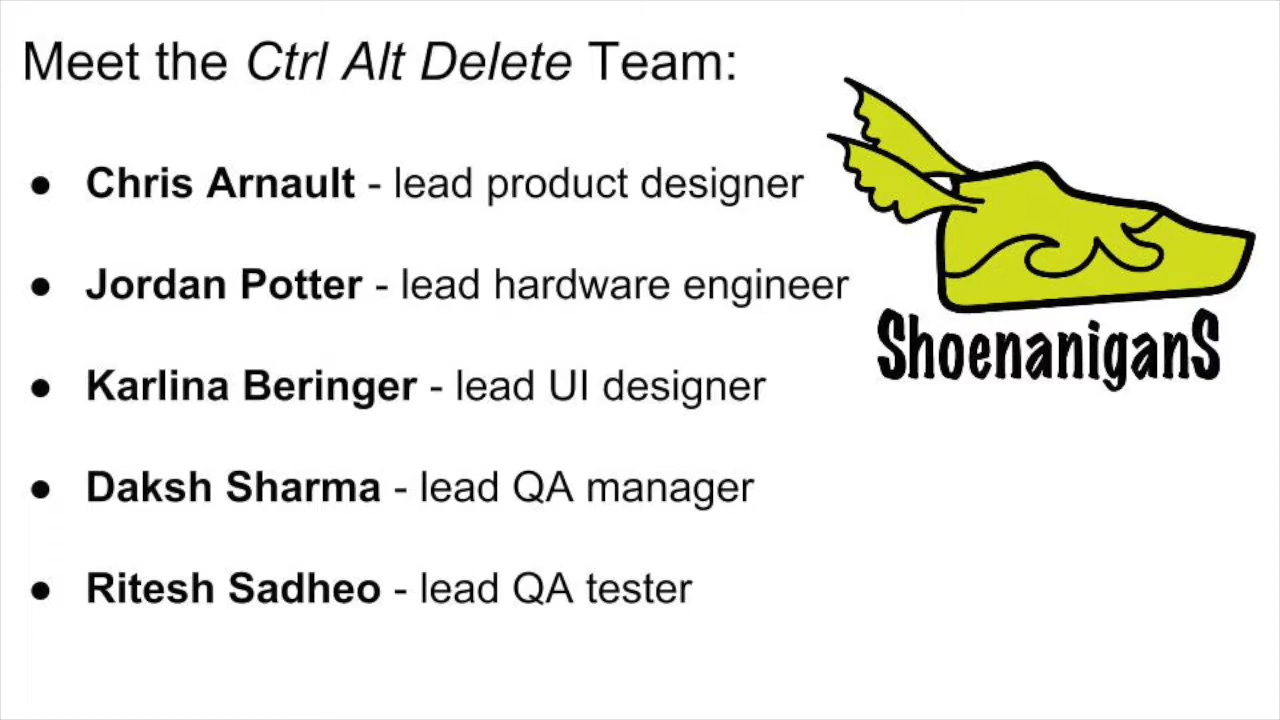 Meet the Ctrl Alt Delete Team:
● Chris Arnault - lead product designer
● Jordan Potter - lead hardware engineer
● Karlina Beringer - lead UI designer
● Daksh Sharma - lead QA manager
● Ritesh Sadheo - lead QA tester
ShoenaniganS